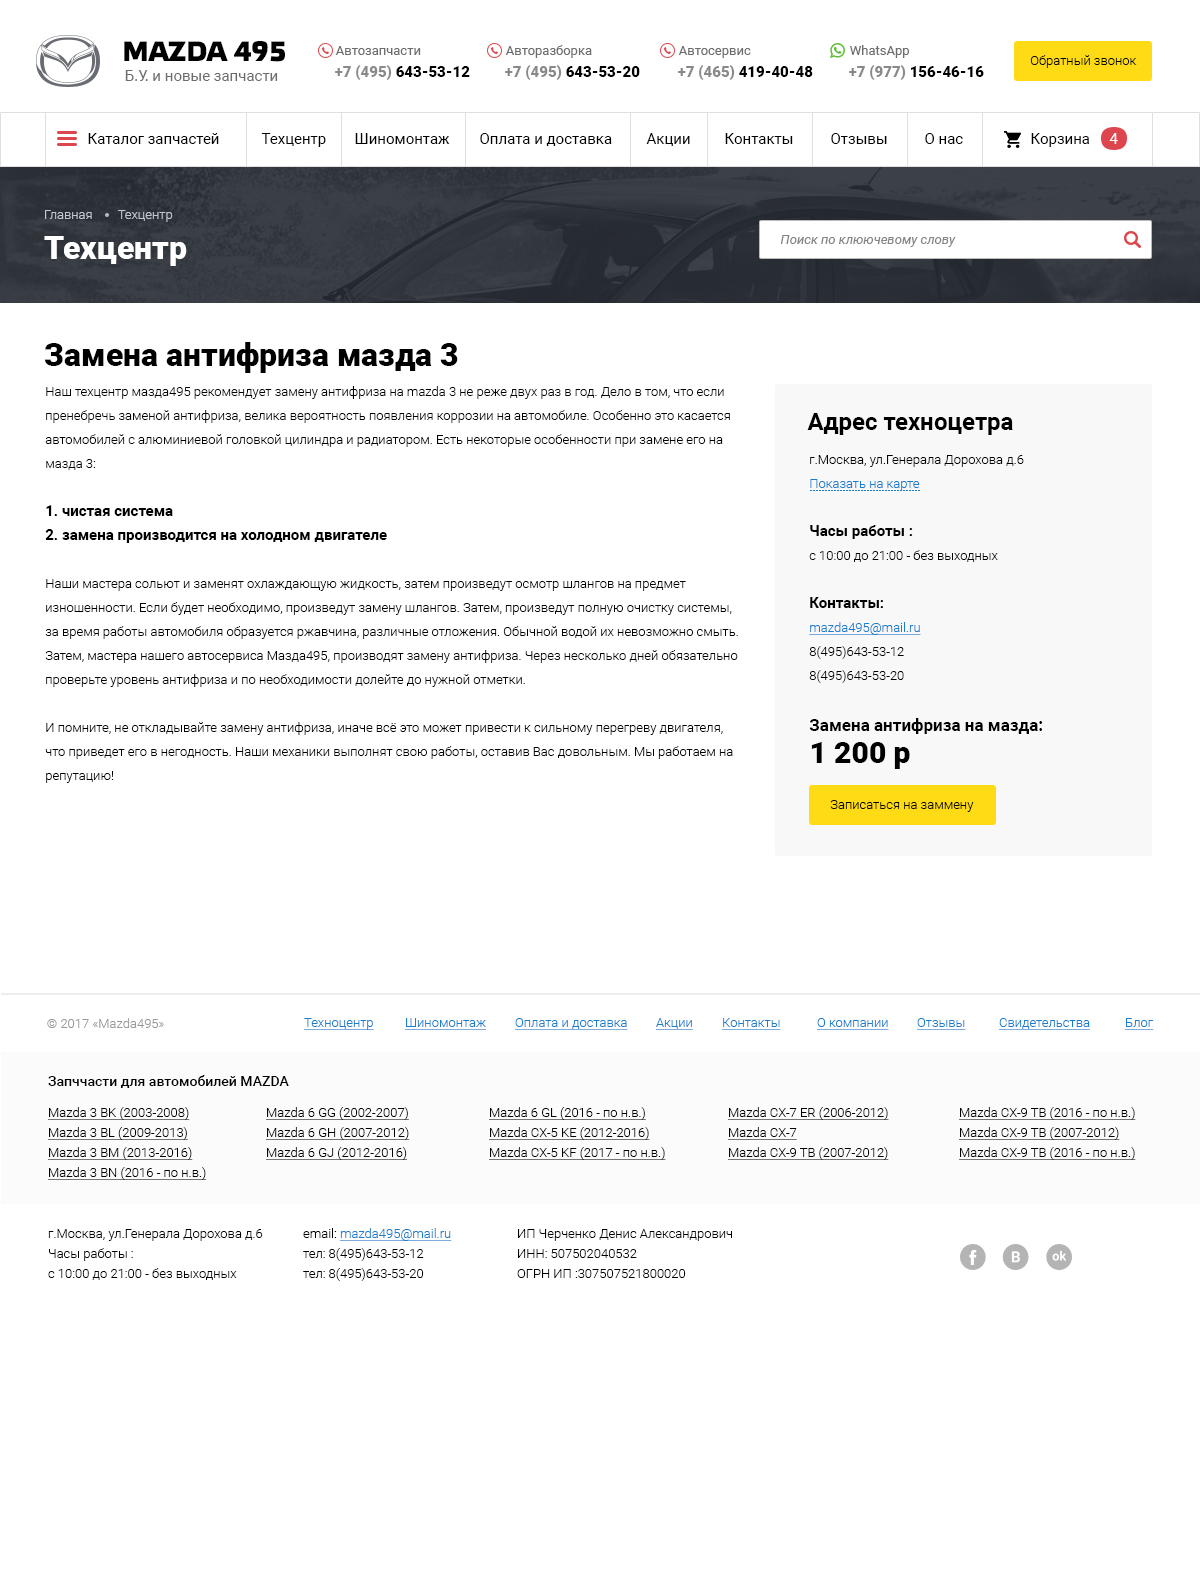 MAZDA 495
Б.У. и новые запчасти
Автозапчасти
+7 (495) 643-53-12
Авторазборка
+7 (495) 643-53-20
Автосервис
+7 (465) 419-40-48
WhatsApp
+7 (977) 156-46-16
Обратный звонок
Каталог запчастей
Техцентр
Шиномонтаж
Оплата и доставка
Акции
Контакты
Отзывы
О нас
Корзина 4
Главная • Техцентр
Техцентр
Поиск по клюючевому слову
Замена антифриза мазда 3
Наш техцентр мазда495 рекомендует замену антифриза на mazda 3 не реже двух раз в год. Дело в том, что если
пренебречь заменой антифриза, велика вероятность появления коррозии на автомобиле. Особенно это касается
автомобилей с алюминиевой головкой цилиндра и радиатором. Есть некоторые особенности при замене его на
мазда 3:
1. чистая система
2. замена производится на холодном двигателе
Наши мастера сольют и заменят охлаждающую жидкость, затем произведут осмотр шлангов на предмет
изношенности. Если будет необходимо, произведут замену шлангов. Затем, произведут полную очистку системы,
за время работы автомобиля образуется ржавчина, различные отложения. Обычной водой их невозможно смыть.
Затем, мастера нашего автосервиса Мазда495, производят замену антифриза. Через несколько дней обязательно
проверьте уровень антифриза и по необходимости долейте до нужной отметки.
И помните, не откладывайте замену антифриза, иначе всё это может привести к сильному перегреву двигателя,
что приведет его в негодность. Наши механики выполнят свою работы, оставив Вас довольным. Мы работаем на
репутацию!
Адрес техноцетра
г.Москва, ул.Генерала Дорохова д.6
Показать на карте
Часы работы :
с 10:00 до 21:00 - без выходных
Контакты:
mazda495@mail.ru
8(495)643-53-12
8(495)643-53-20
Замена антифриза на мазда:
1 200 р
Записаться на заммену
© 2017 «Mazda495»
Техноцентр
Шиномонтаж
Оплата и доставка
Акции
Контакты
О компании
Отзывы
Свидетельства
Блог
Запччасти для автомобилей MAZDA
Mazda 3 BK (2003-2008)
Mazda 3 BL (2009-2013)
Mazda 3 BM (2013-2016)
Mazda 3 BN (2016 - по н.в.)
Mazda 6 GG (2002-2007)
Mazda 6 GH (2007-2012)
Mazda 6 GJ (2012-2016)
Mazda 6 GL (2016 - по н.в.)
Mazda CX-5 KE (2012-2016)
Mazda CX-5 KF (2017 - по н.в.)
Mazda CX-7 ER (2006-2012)
Mazda CX-7
Mazda CX-9 TB (2007-2012)
Mazda CX-9 TB (2016 - по н.в.)
Mazda CX-9 TB (2007-2012)
Mazda CX-9 TB (2016 - по н.в.)
г.Москва, ул.Генерала Дорохова д.6
Часы работы :
с 10:00 до 21:00 - без выходных
email: mazda495@mail.ru
тел: 8(495)643-53-12
тел: 8(495)643-53-20
ИП Черченко Денис Александрович
ИНН: 507502040532
ОГРН ИП :307507521800020
f
B
ok